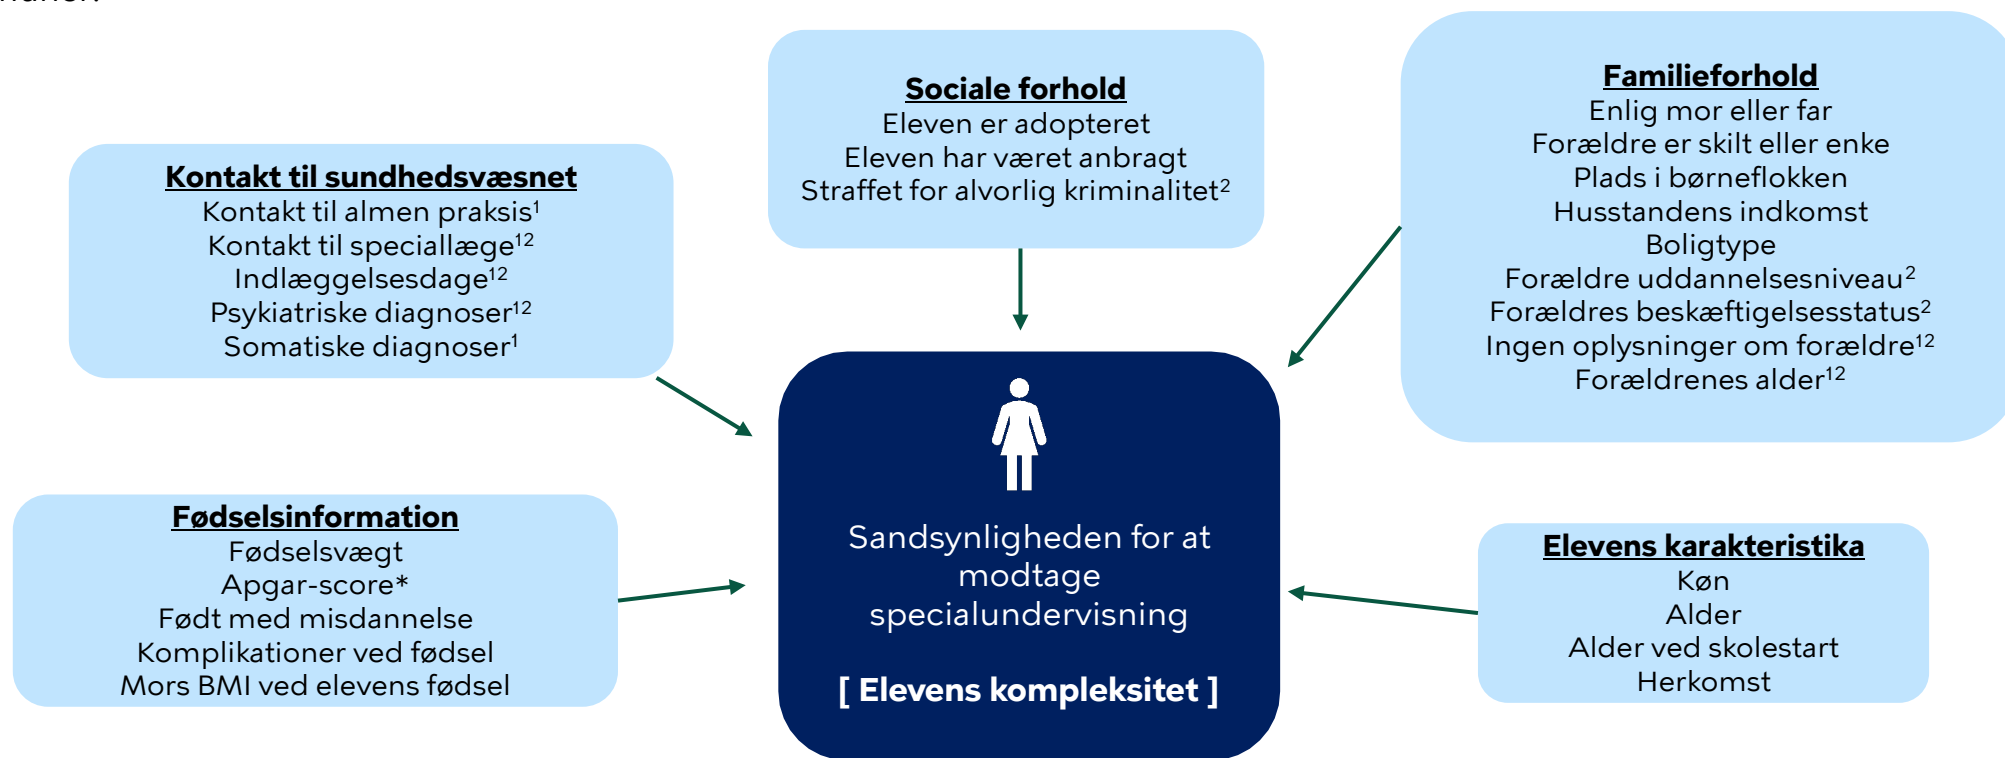 Sociale forhold
Eleven er adopteret
Eleven har været anbragt
Straffet for alvorlig kriminalitet²
Familieforhold
Enlig mor eller far
Forældre er skilt eller enke
Plads i børneflokken
Husstandens indkomst
Boligtype
Forældre uddannelsesniveau²
Forældres beskæftigelsesstatus²
Ingen oplysninger om forældre¹²
Forældrenes alder¹²
Kontakt til sundhedsvæsnet
Kontakt til almen praksis¹
Kontakt til speciallæge¹²
Indlæggelsesdage¹²
Psykiatriske diagnoser¹²
Somatiske diagnoser¹
Fødselsinformation
Fødselsvægt
Apgar-score*
Født med misdannelse
Komplikationer ved fødsel
Mors BMI ved elevens fødsel
Sandsynligheden for at
modtage
specialundervisning
[ Elevens kompleksitet ]
Elevens karakteristika
Køn
Alder
Alder ved skolestart
Herkomst